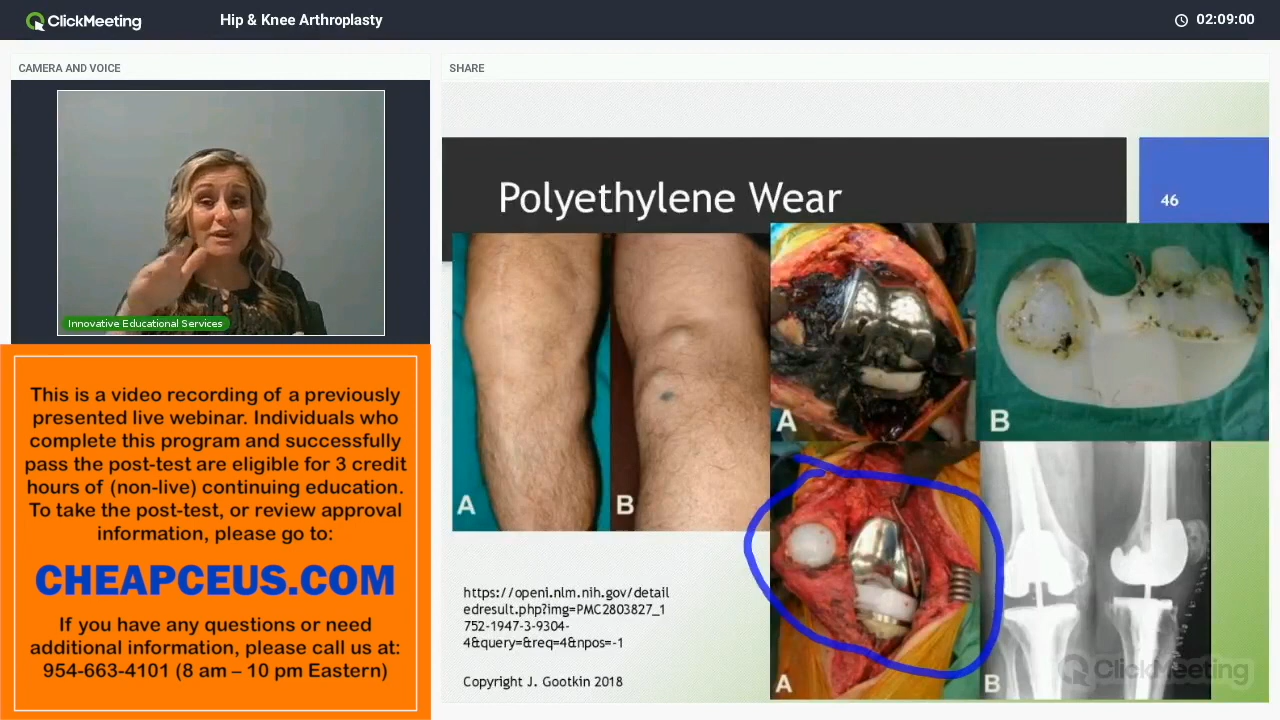 ClickMeeting
Hip & Knee Arthroplasty
02:09:00
CAMERA AND VOICE
Innovative Educational Services
This is a video recording of a previously
presented live webinar. Individuals who
complete this program and successfully
pass the post-test are eligible for 3 credit
hours of (non-live) continuing education.
To take the post-test, or review approval
information, please go to:
CHEAPCEUS.COM
If you have any questions or need
additional information, please call us at:
954-663-4101 (8 am – 10 pm Eastern)
SHARE
Polyethylene Wear
46
A
B
A
B
A
B
https://openi.nlm.nih.gov/detail
edresult.php?img=PMC2803827_1
752-1947-3-9304-
4&query=&req=4&npos=-1
Copyright J. Gootkin 2018
ClickMeeting